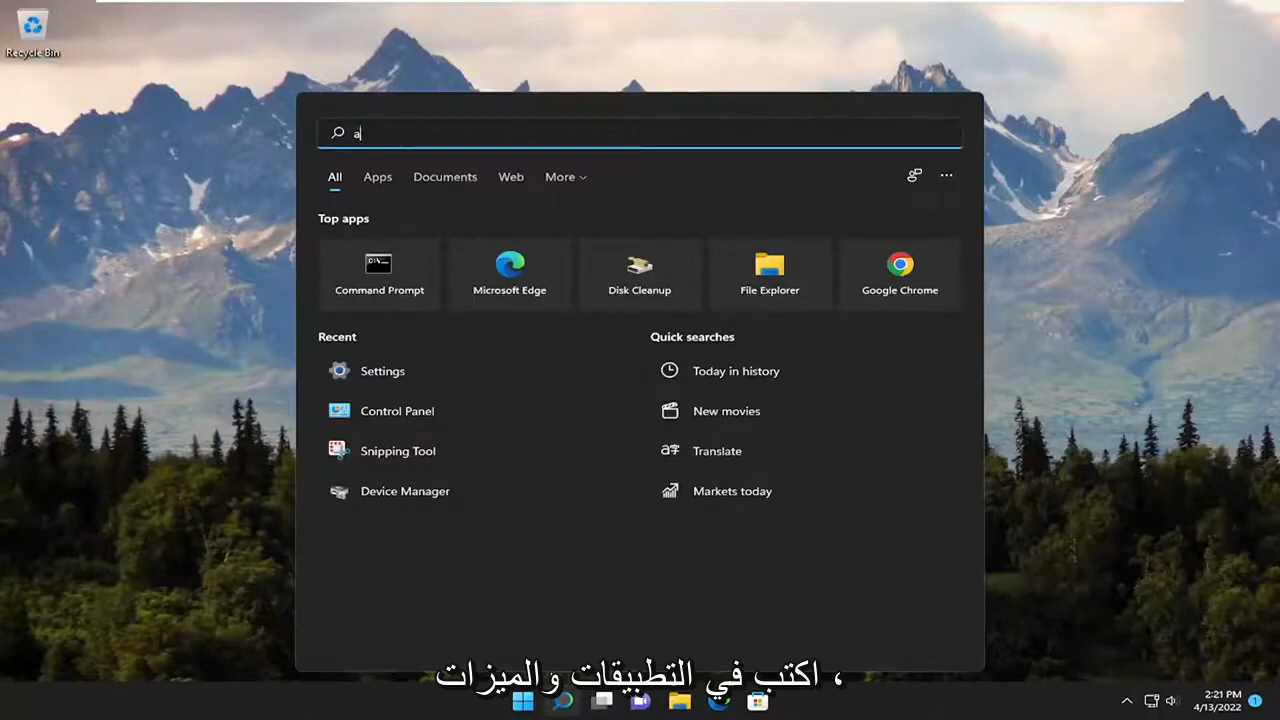 Recycle Bin
a
All Apps Documents Web More
Top apps
Command Prompt Microsoft Edge Disk Cleanup File Explorer Google Chrome
Recent Quick searches
Settings Today in history
Control Panel New movies
Snipping Tool Translate
Device Manager Markets today
، اكتب في التطبيقات والميزات
2:21 PM
4/13/2022 1